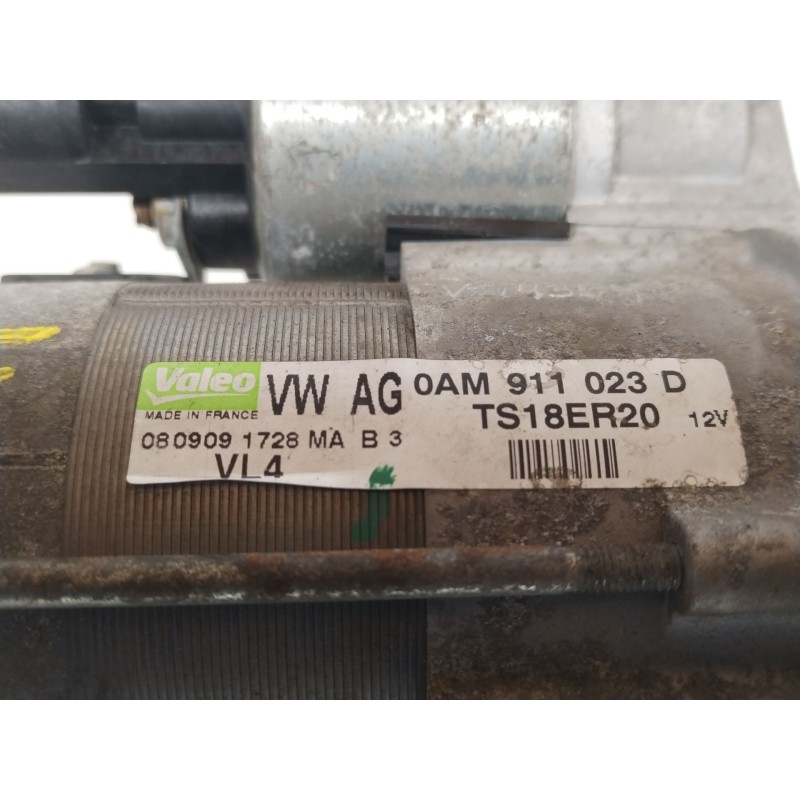 Valeo VW AG 0AM 911 023 D
MADE IN FRANCE TS18ER20 12V
080909 1728 MA B 3
VL4